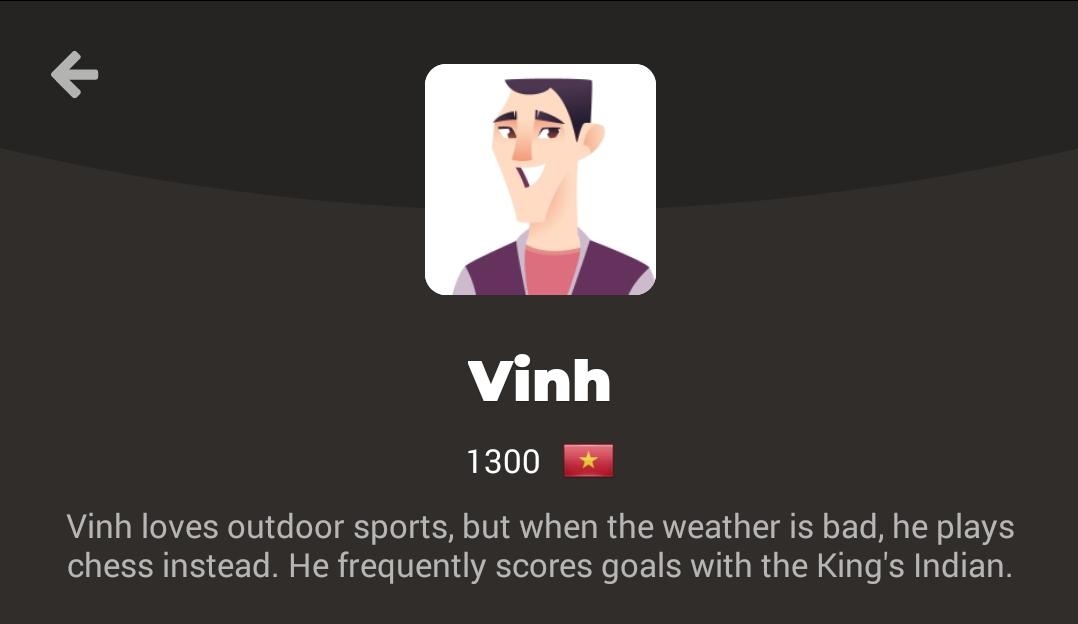 Vinh
1300
Vinh loves outdoor sports, but when the weather is bad, he plays
chess instead. He frequently scores goals with the King's Indian.